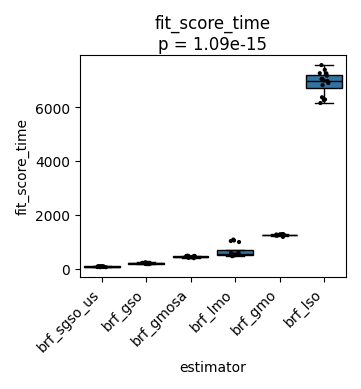 fit_score_time
p = 1.09e-15
fit_score_time
6000
4000
2000
0
brf_sgso_us
brf_gso
brf_gmosa
brf_lmo
brf_gmo
brf_lso
estimator